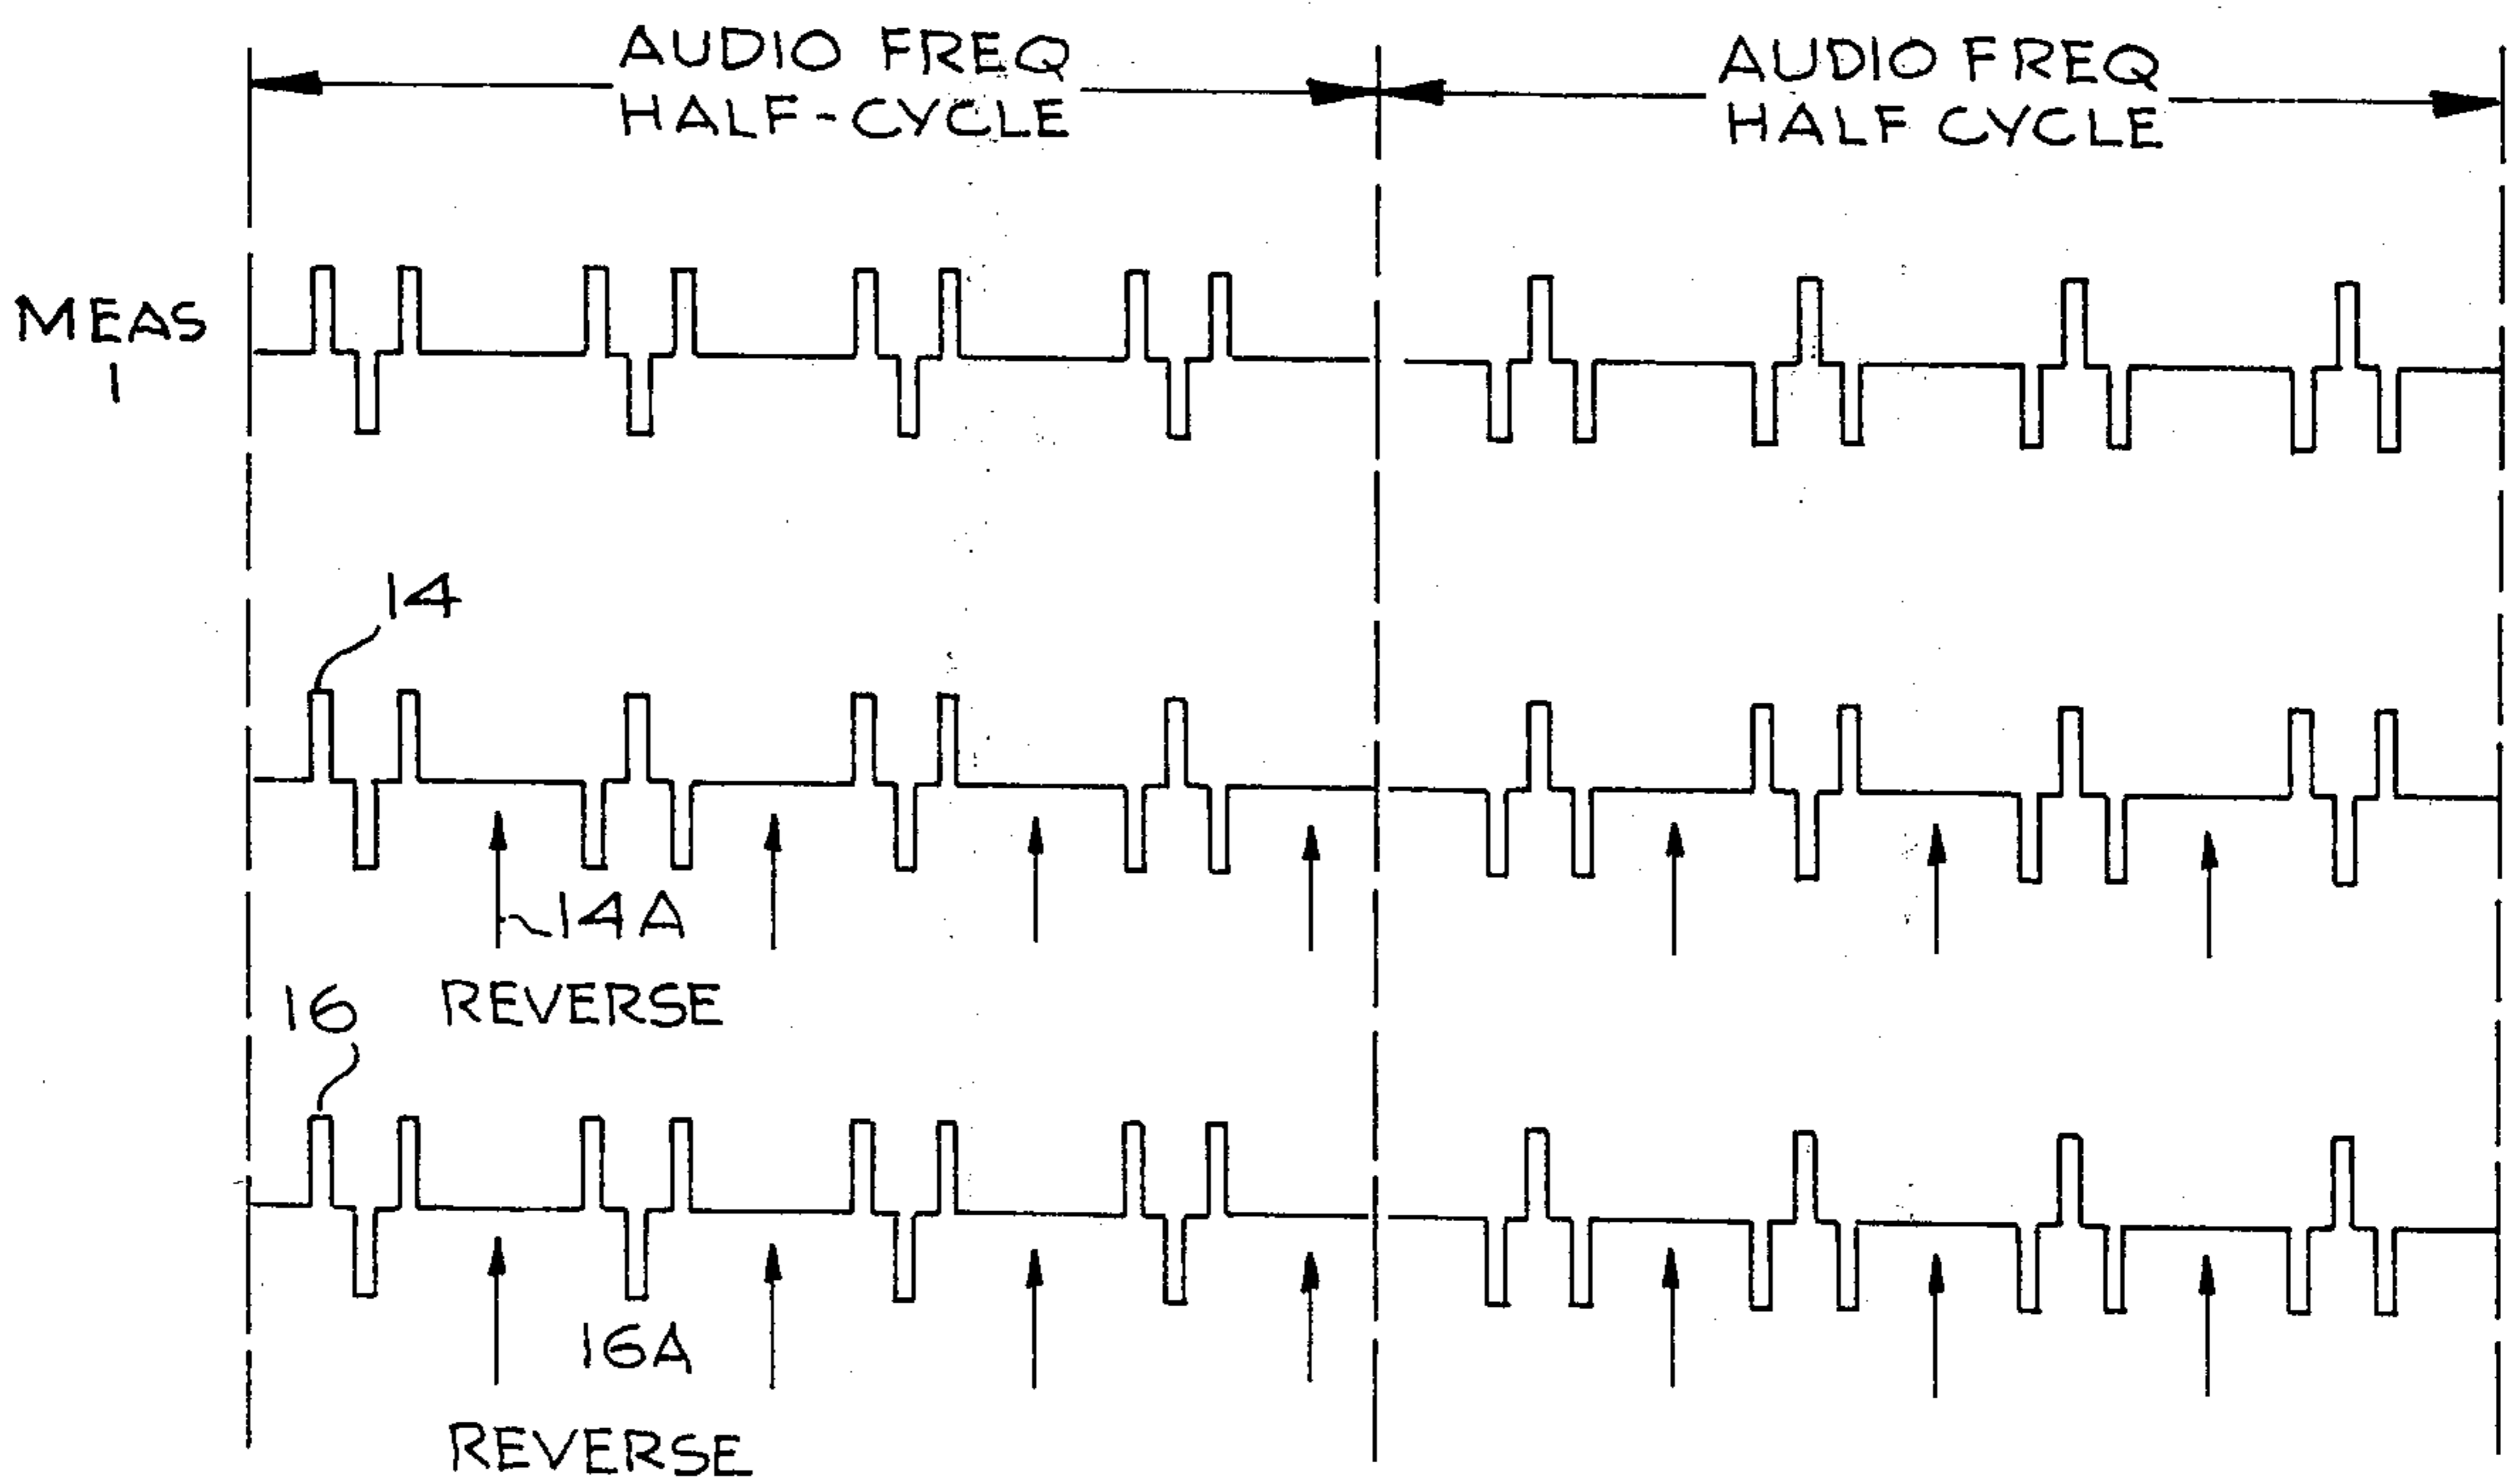 AUDIO FREQ
HALF-CYCLE
AUDIO FREQ
HALF CYCLE
MEAS
1
14
14A
REVERSE
16
16A
REVERSE